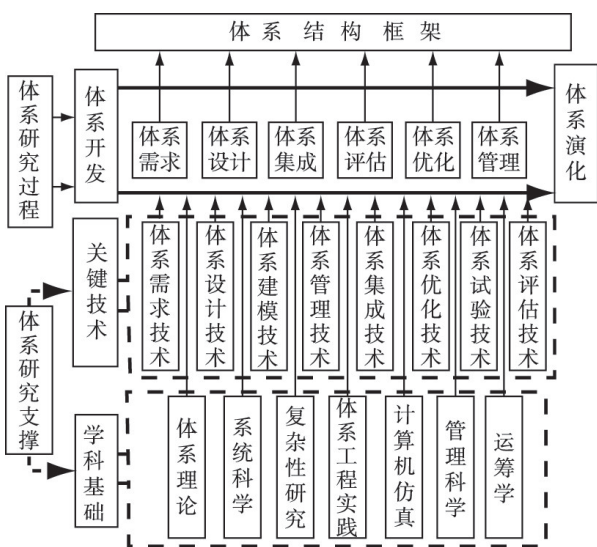 体系结构框架
体系研究过程
体系开发
体系
需求
体系
设计
体系
集成
体系
评估
体系
优化
体系
管理
体系演化
体系研究支撑
关键技术
体系需求技术
体系设计技术
体系建模技术
体系管理技术
体系集成技术
体系优化技术
体系试验技术
体系评估技术
学科基础
体系理论
系统科学
复杂性研究
体系工程实践
计算机仿真
管理科学
运筹学